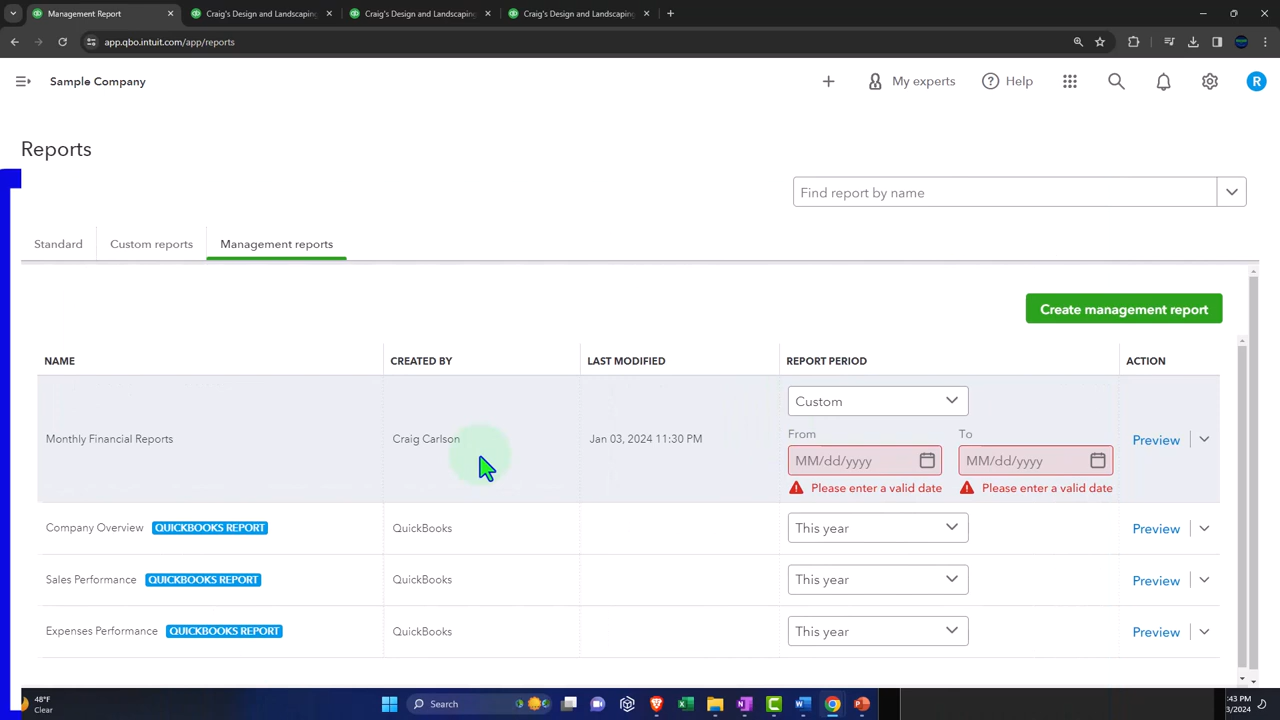 Management Report
Craig's Design and Landscaping
Craig's Design and Landscaping
Craig's Design and Landscaping
app.qbo.intuit.com/app/reports
Sample Company
My experts
Help
R
Reports
Find report by name
Standard
Custom reports
Management reports
Create management report
NAME CREATED BY LAST MODIFIED REPORT PERIOD ACTION
Custom
From To
Monthly Financial Reports Craig Carlson Jan 03, 2024 11:30 PM Preview
MM/dd/yyyy MM/dd/yyyy
Please enter a valid date Please enter a valid date
Company Overview QUICKBOOKS REPORT QuickBooks This year Preview
Sales Performance QUICKBOOKS REPORT QuickBooks This year Preview
Expenses Performance QUICKBOOKS REPORT QuickBooks This year Preview
48°F
Clear
Search
:43 PM
3/2024